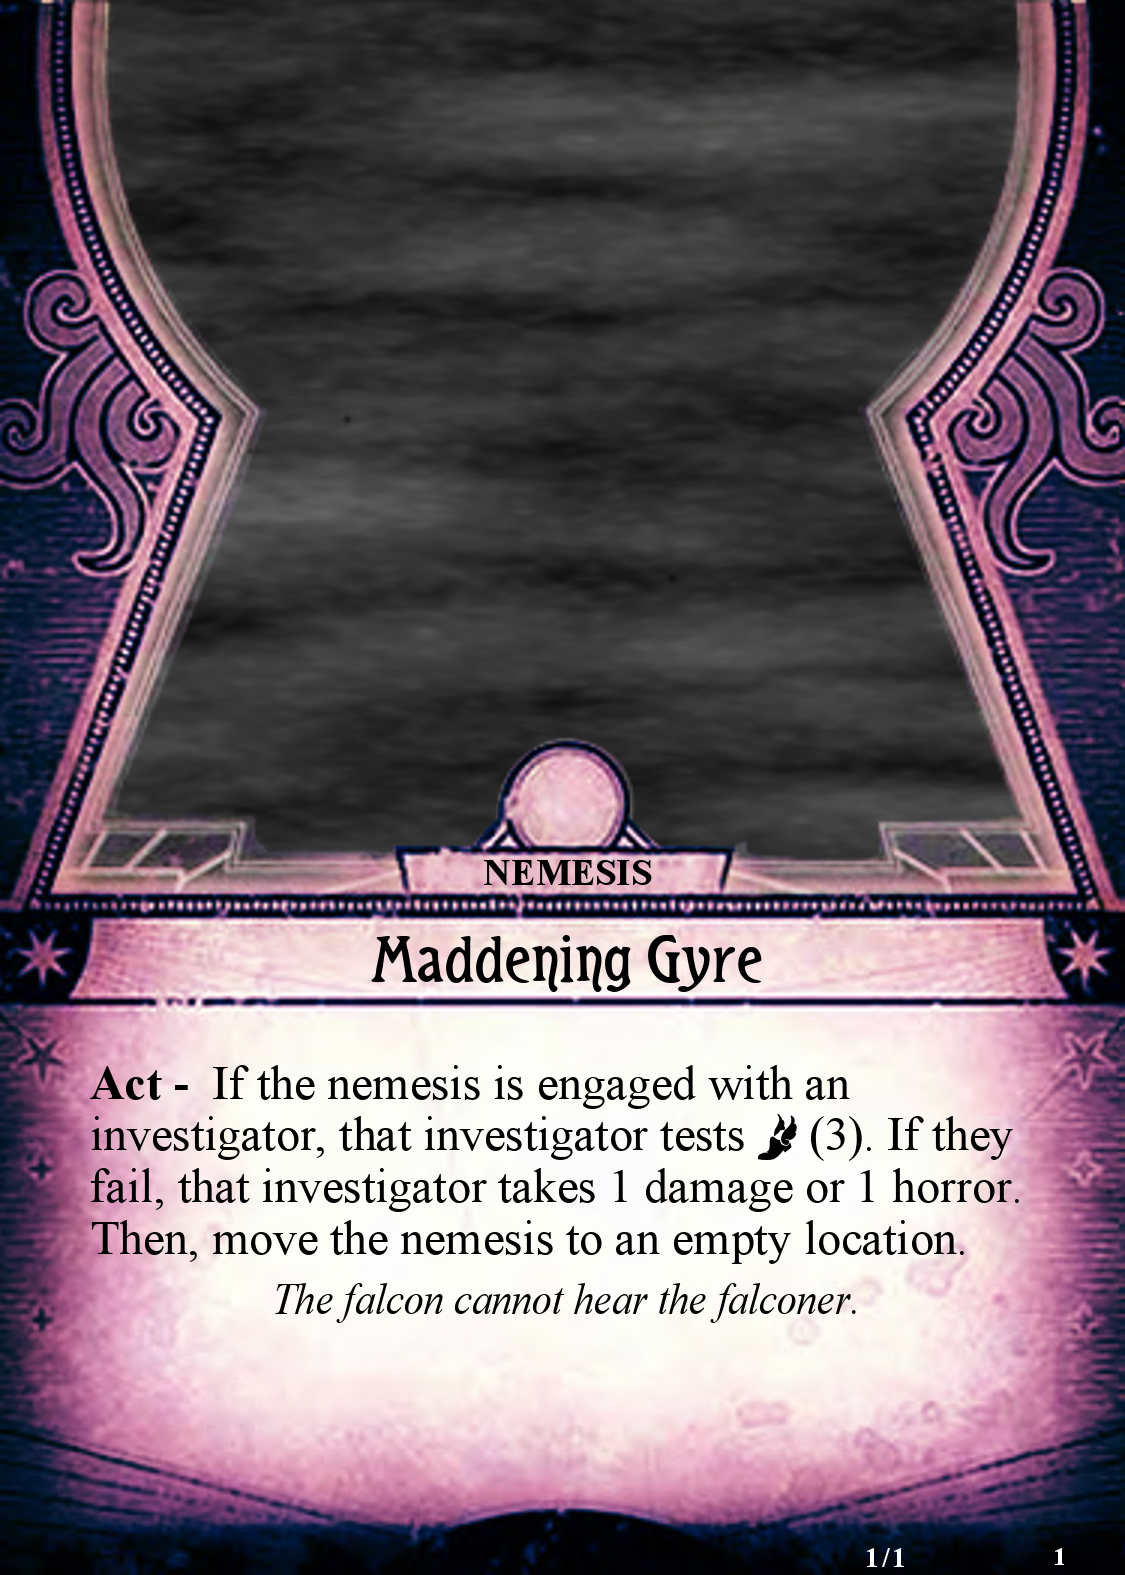 NEMESIS
Maddening Gyre
Act - If the nemesis is engaged with an
investigator, that investigator tests (3). If they
fail, that investigator takes 1 damage or 1 horror.
Then, move the nemesis to an empty location.
The falcon cannot hear the falconer.
1/1 1